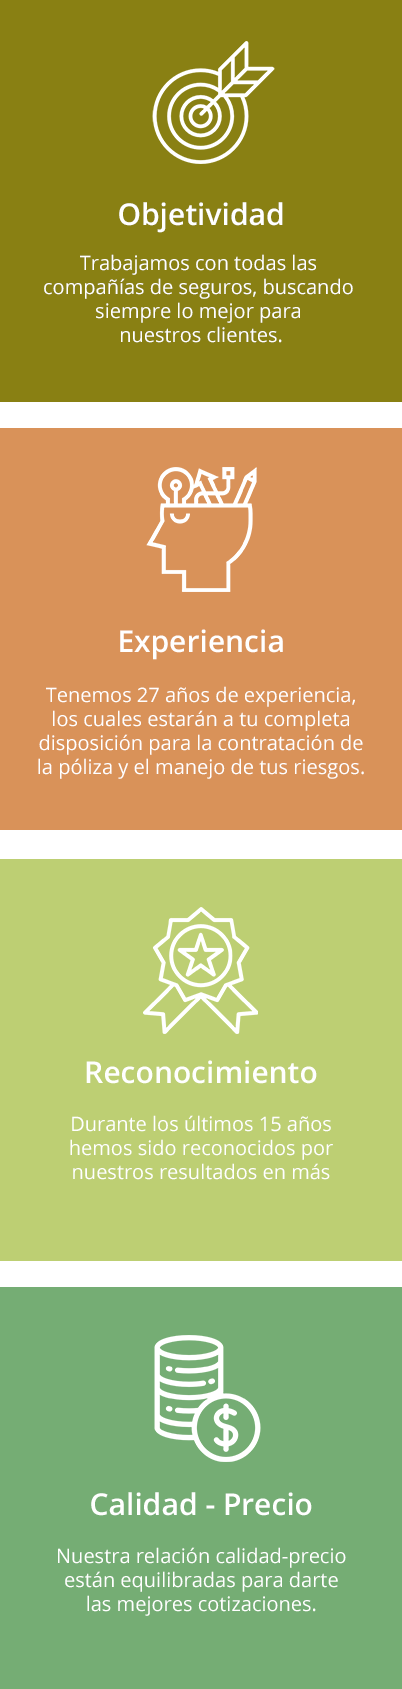 Objetividad
Trabajamos con todas las
compañías de seguros, buscando
siempre lo mejor para
nuestros clientes.
Experiencia
Tenemos 27 años de experiencia,
los cuales estarán a tu completa
disposición para la contratación de
la póliza y el manejo de tus riesgos.
Reconocimiento
Durante los últimos 15 años
hemos sido reconocidos por
nuestros resultados en más
$
Calidad - Precio
Nuestra relación calidad-precio
están equilibradas para darte
las mejores cotizaciones.